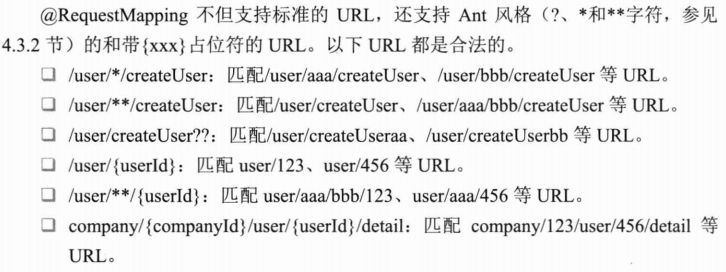 @RequestMapping 不但支持标准的 URL，还支持 Ant 风格（?、*和**字符，参见
4.3.2 节）的和带{xxx}占位符的 URL。以下 URL 都是合法的。
❑ /user/*/createUser：匹配/user/aaa/createUser、/user/bbb/createUser 等 URL。
❑ /user/**/createUser：匹配/user/createUser、/user/aaa/bbb/createUser 等 URL。
❑ /user/createUser??：匹配/user/createUseraa、/user/createUserbb 等 URL。
❑ /user/{userId}：匹配 user/123、user/456 等 URL。
❑ /user/**/{userId}：匹配 user/aaa/bbb/123、user/aaa/456 等 URL。
❑ company/{companyId}/user/{userId}/detail：匹配 company/123/user/456/detail 等
URL。